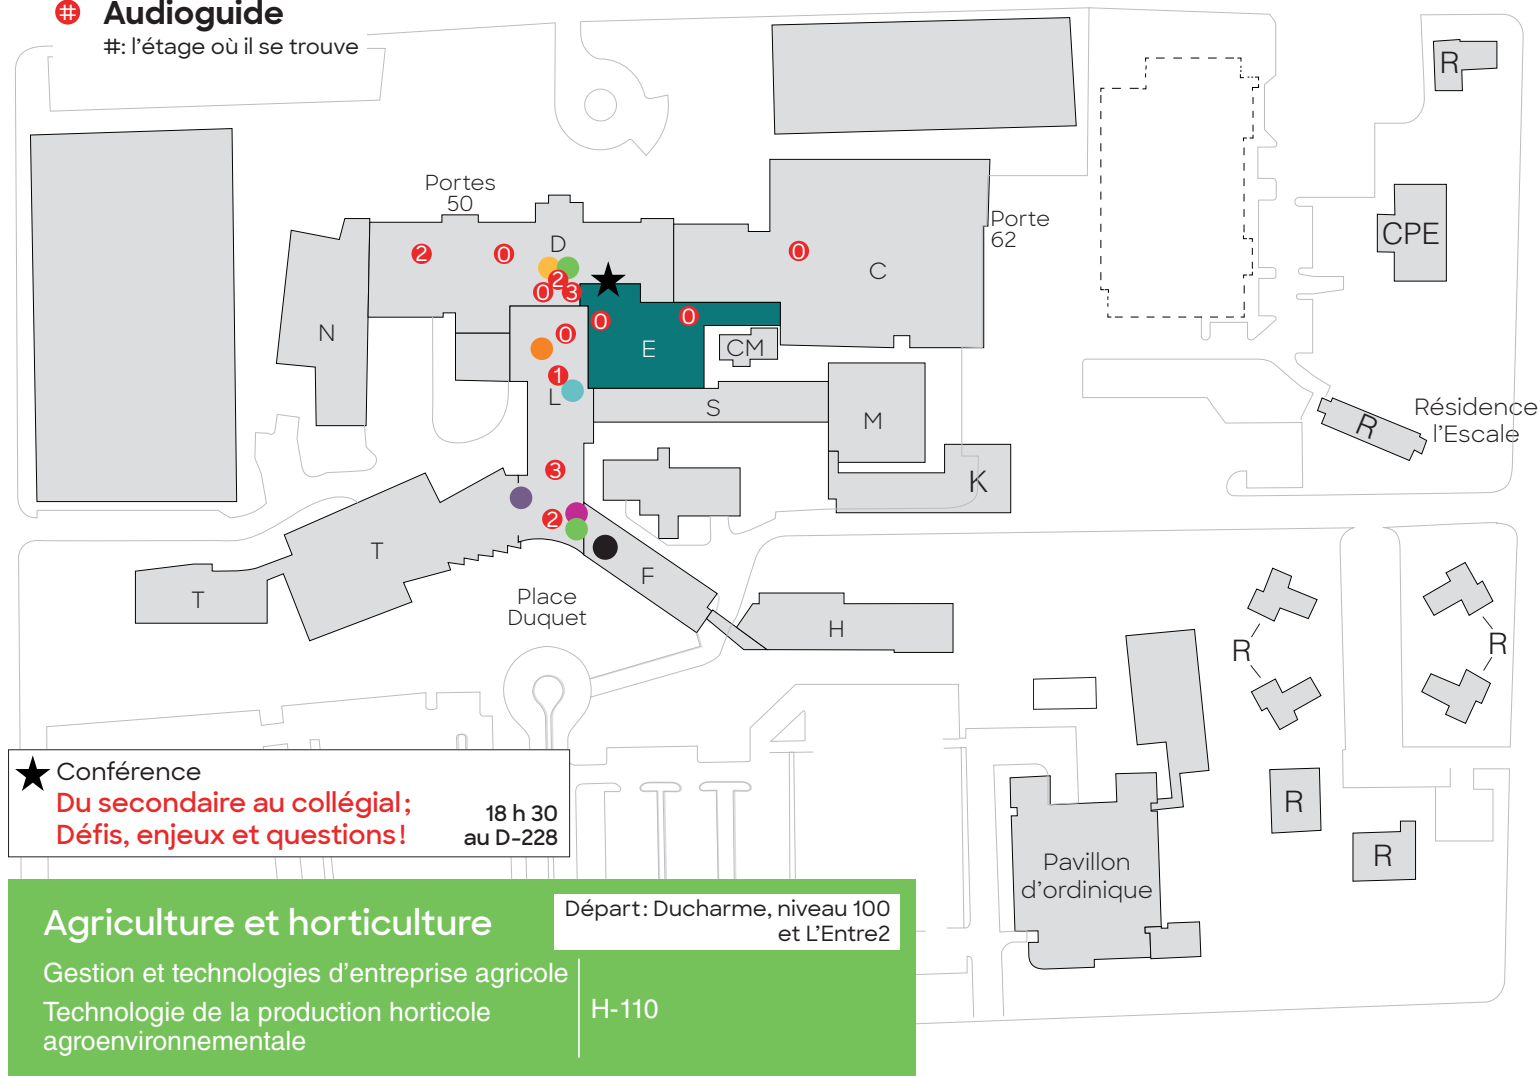 # Audioguide
#: l'étage où il se trouve
R
Portes
50
Porte
62
CPE
D
2
0
0
C
2
0
3
0
0
0
N
E
CM
1
L
S
M
R
Résidence
l'Escale
3
K
2
T
T
F
Place
Duquet
H
R
R
Conférence
Du secondaire au collégial;
Défis, enjeux et questions!
18 h 30
au D-228
R
R
Pavillon
d'ordinique
Agriculture et horticulture
Départ: Ducharme, niveau 100
et L'Entre2
Gestion et technologies d'entreprise agricole
Technologie de la production horticole
agroenvironnementale
H-110